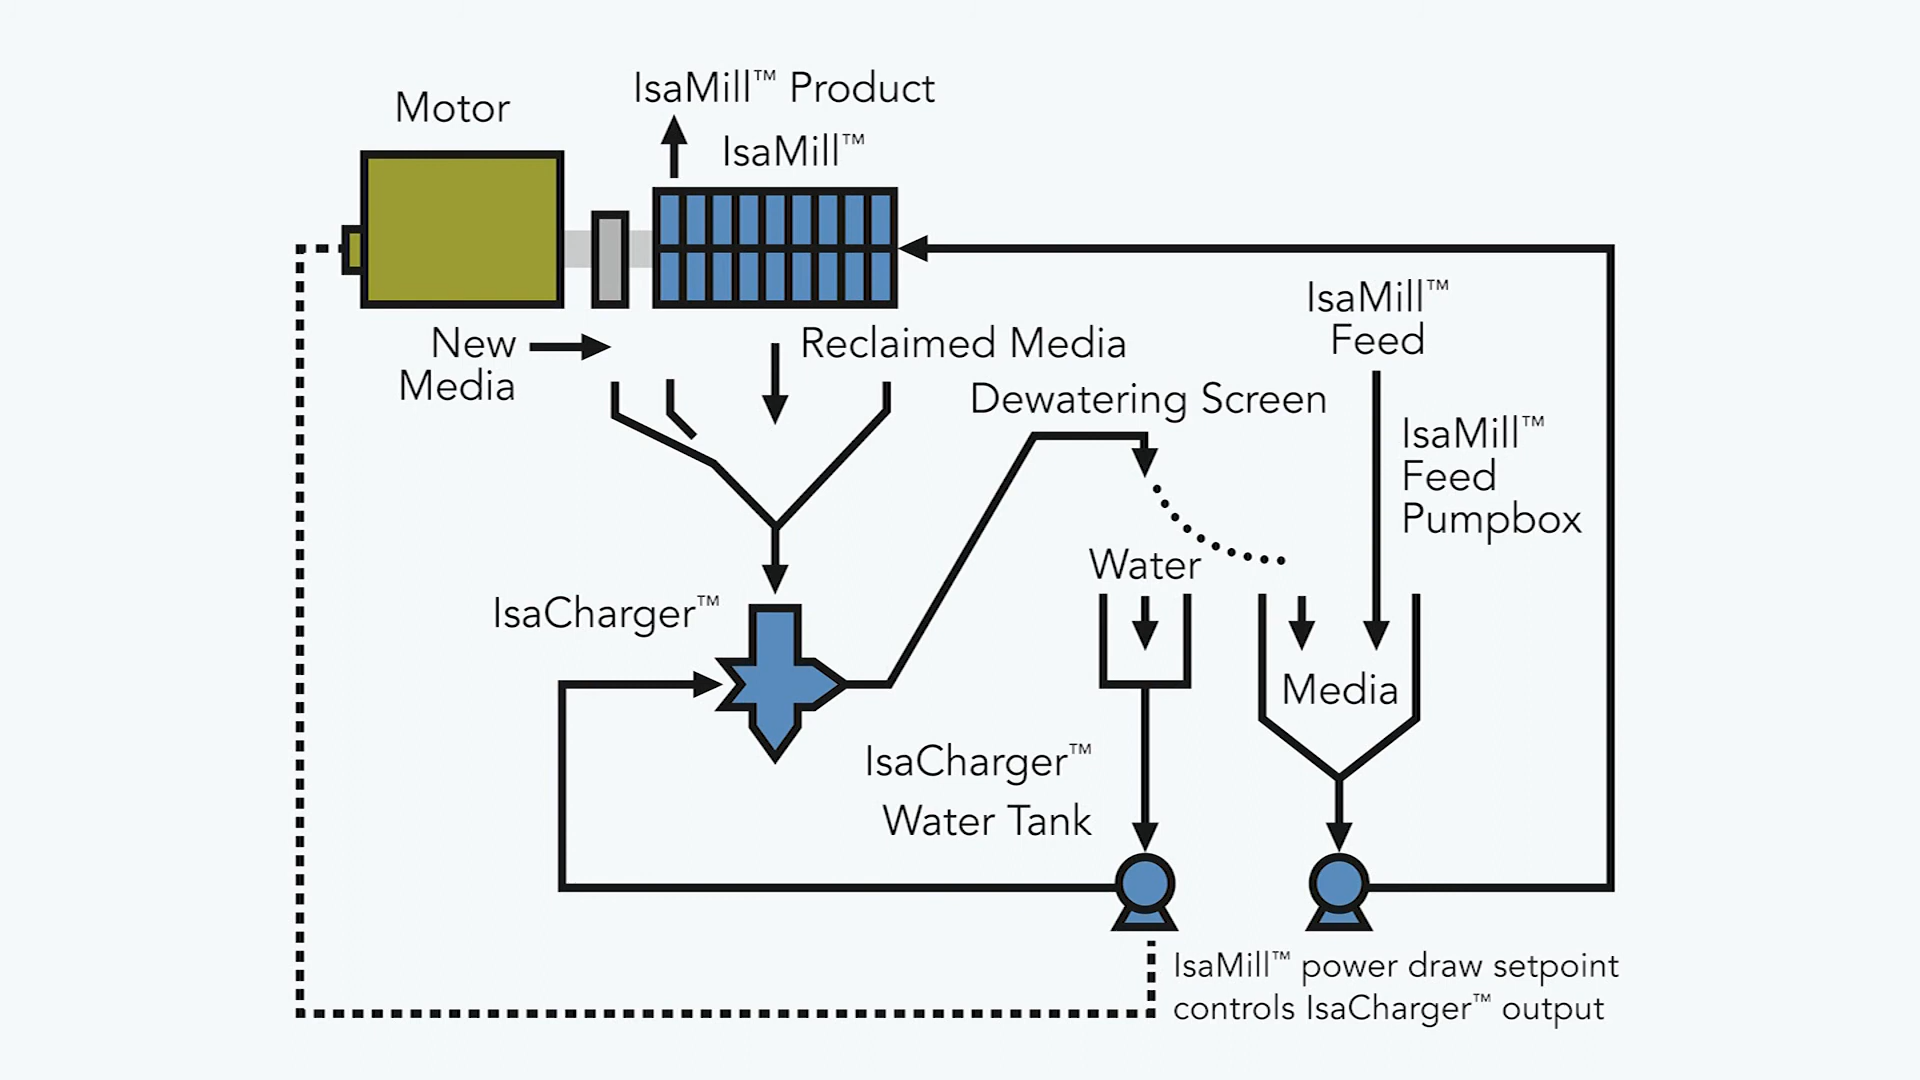 IsaMill™ Product
Motor
IsaMill™
IsaMill™
Feed
New
Media
Reclaimed Media
Dewatering Screen
IsaMill™
Feed
Pumpbox
Water
IsaCharger™
Media
IsaCharger™
Water Tank
IsaMill™ power draw setpoint
controls IsaCharger™ output